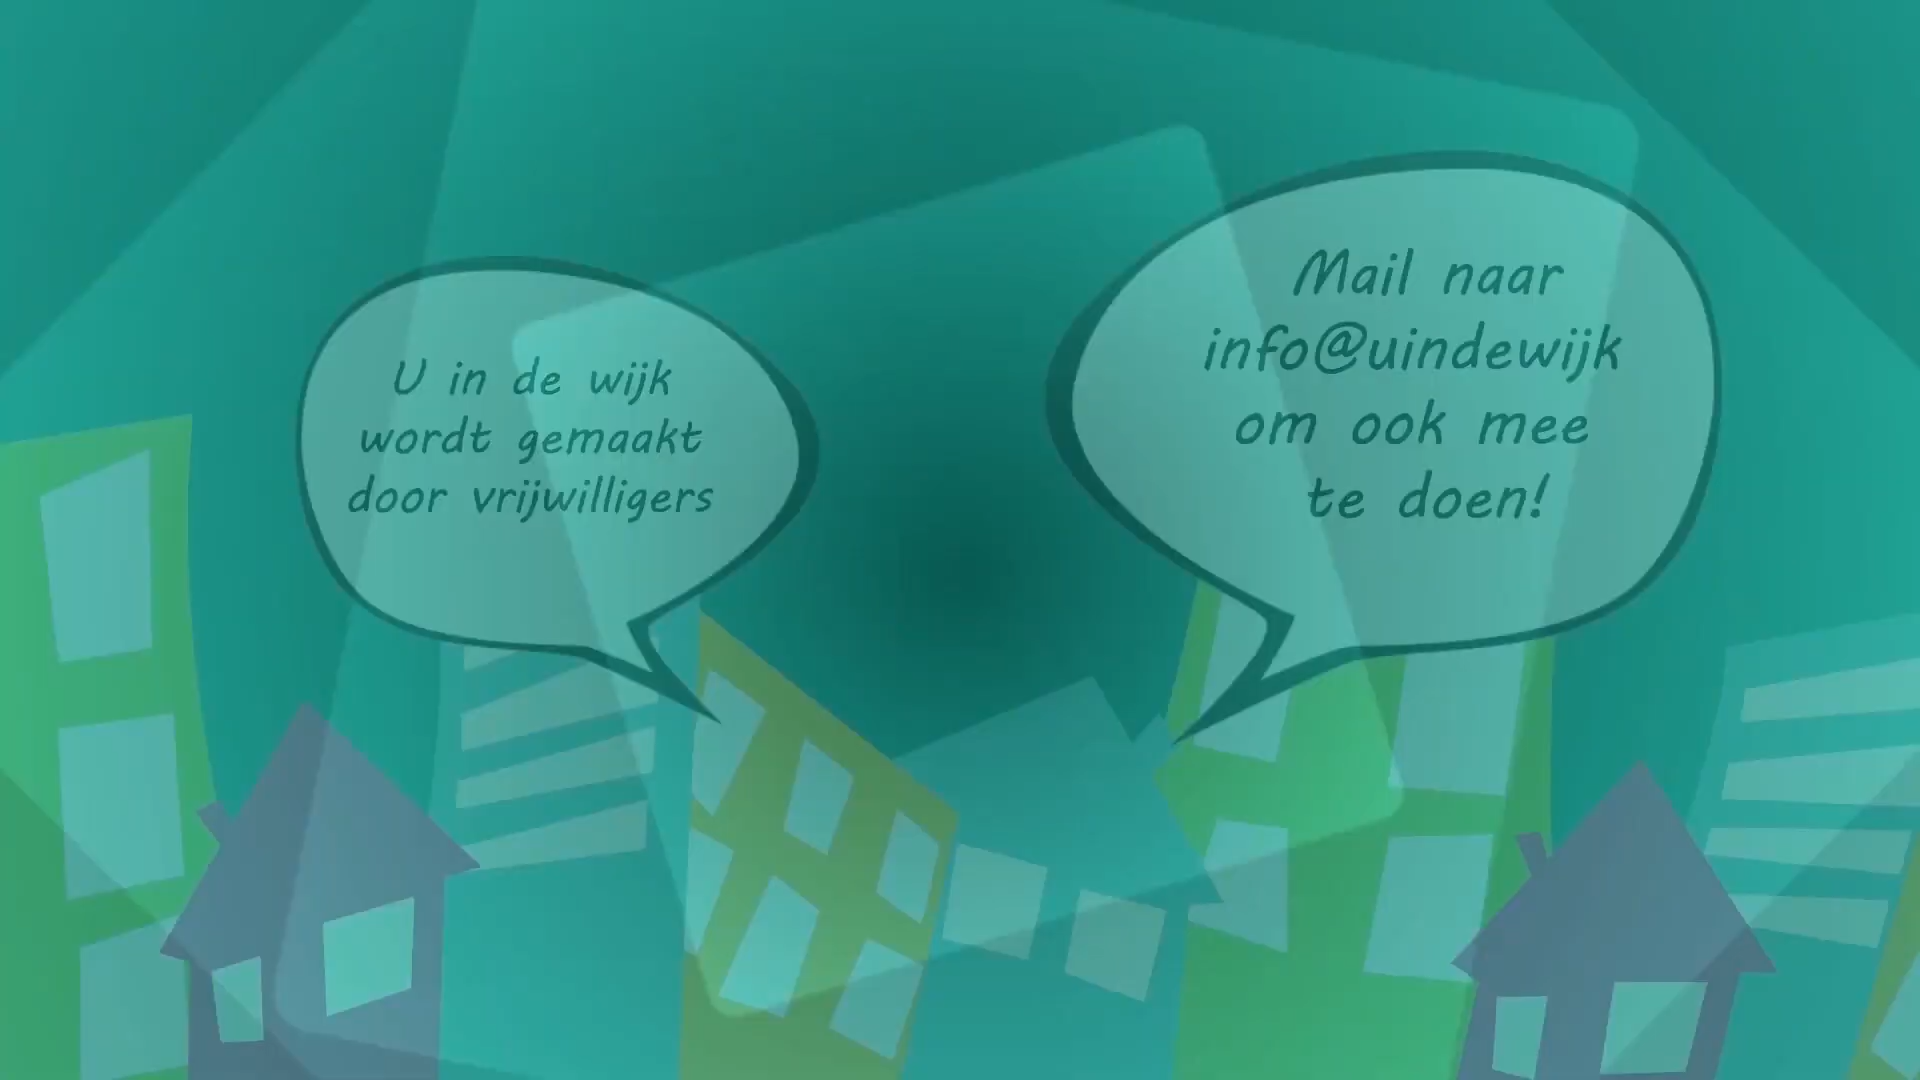 U in de wijk
wordt gemaakt
door vrijwilligers
Mail naar
info@uindewijk
om ook mee
te doen!